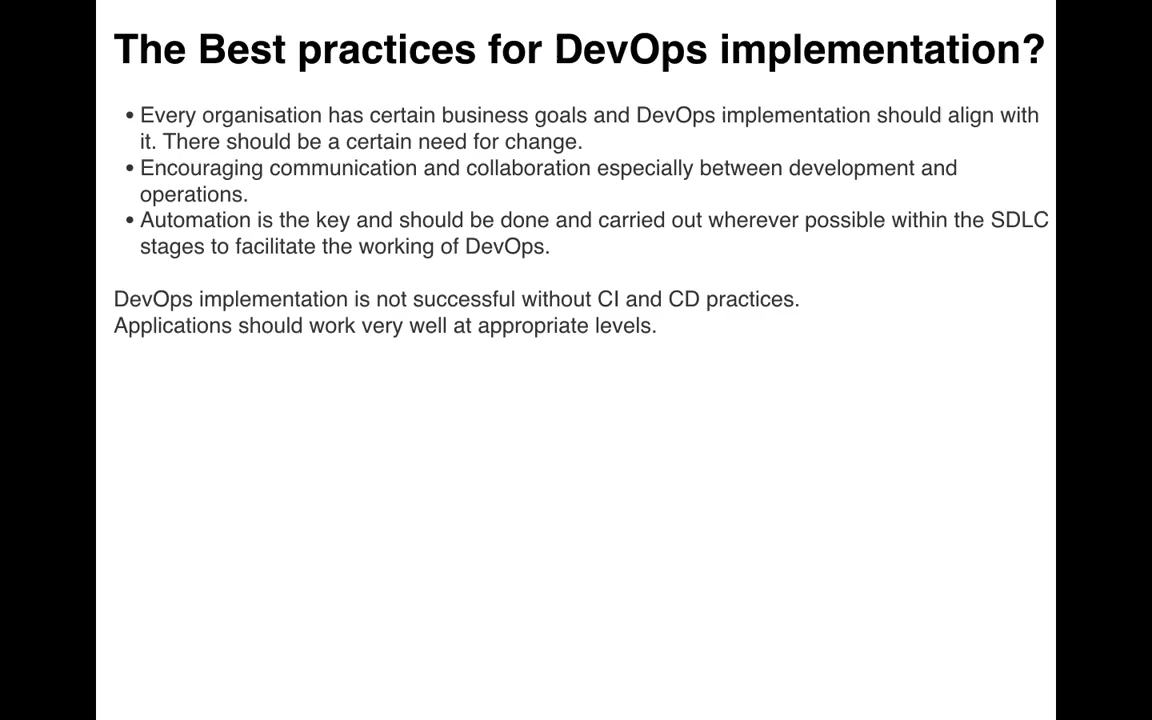 The Best practices for DevOps implementation?
• Every organisation has certain business goals and DevOps implementation should align with
it. There should be a certain need for change.
• Encouraging communication and collaboration especially between development and
operations.
• Automation is the key and should be done and carried out wherever possible within the SDLC
stages to facilitate the working of DevOps.
DevOps implementation is not successful without CI and CD practices.
Applications should work very well at appropriate levels.